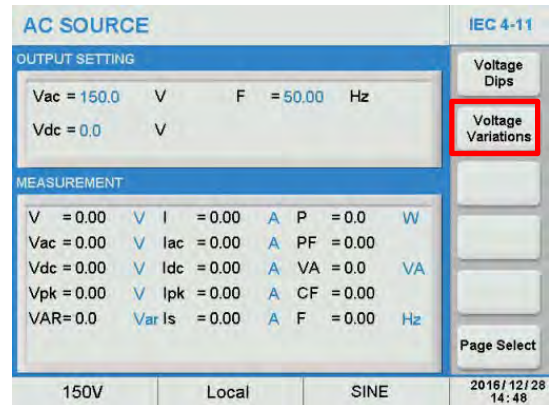 AC SOURCE
IEC 4-11
OUTPUT SETTING
Vac = 150.0 V F = 50.00 Hz
Vdc = 0.0 V
MEASUREMENT
V = 0.00 V I = 0.00 A P = 0.0 W
Vac = 0.00 V Iac = 0.00 A PF = 0.00
Vdc = 0.00 V Idc = 0.00 A VA = 0.0 VA
Vpk = 0.00 V Ipk = 0.00 A CF = 0.00
VAR= 0.0 Var Is = 0.00 A F = 0.00 Hz
Voltage
Dips
Voltage
Variations
Page Select
150V Local SINE
2016/12/28
14:48